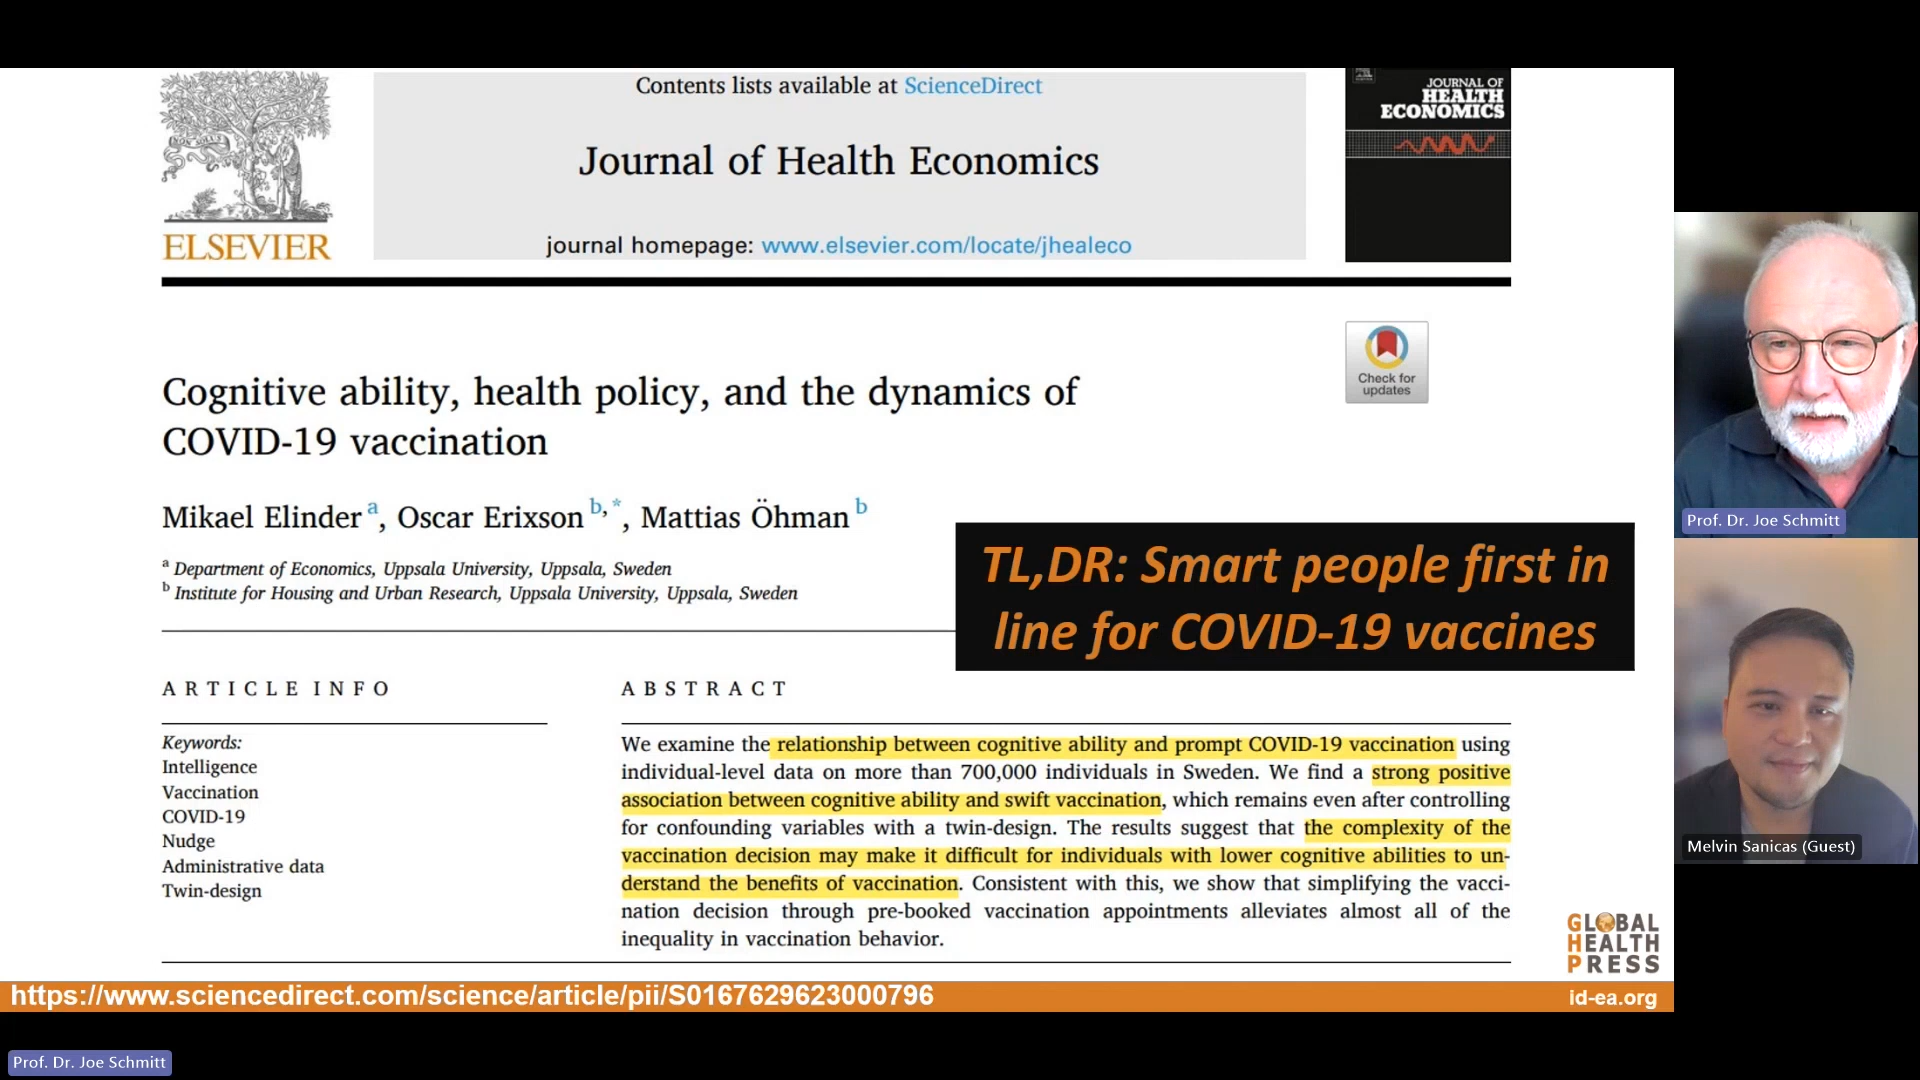 Contents lists available at ScienceDirect
Journal of Health Economics
journal homepage: www.elsevier.com/locate/jhealeco
ELSEVIER
JOURNAL OF
HEALTH
ECONOMICS
Check for
updates
Cognitive ability, health policy, and the dynamics of
COVID-19 vaccination
Mikael Elinder a, Oscar Erixson b,*, Mattias Öhman b
a Department of Economics, Uppsala University, Uppsala, Sweden
b Institute for Housing and Urban Research, Uppsala University, Uppsala, Sweden
TL,DR: Smart people first in
line for COVID-19 vaccines
ARTICLE INFO
Keywords:
Intelligence
Vaccination
COVID-19
Nudge
Administrative data
Twin-design
ABSTRACT
We examine the relationship between cognitive ability and prompt COVID-19 vaccination using
individual-level data on more than 700,000 individuals in Sweden. We find a strong positive
association between cognitive ability and swift vaccination, which remains even after controlling
for confounding variables with a twin-design. The results suggest that the complexity of the
vaccination decision may make it difficult for individuals with lower cognitive abilities to un-
derstand the benefits of vaccination. Consistent with this, we show that simplifying the vacci-
nation decision through pre-booked vaccination appointments alleviates almost all of the
inequality in vaccination behavior.
GLOBAL
HEALTH
PRESS
https://www.sciencedirect.com/science/article/pii/S0167629623000796
id-ea.org
Prof. Dr. Joe Schmitt
Melvin Sanicas (Guest)
Prof. Dr. Joe Schmitt